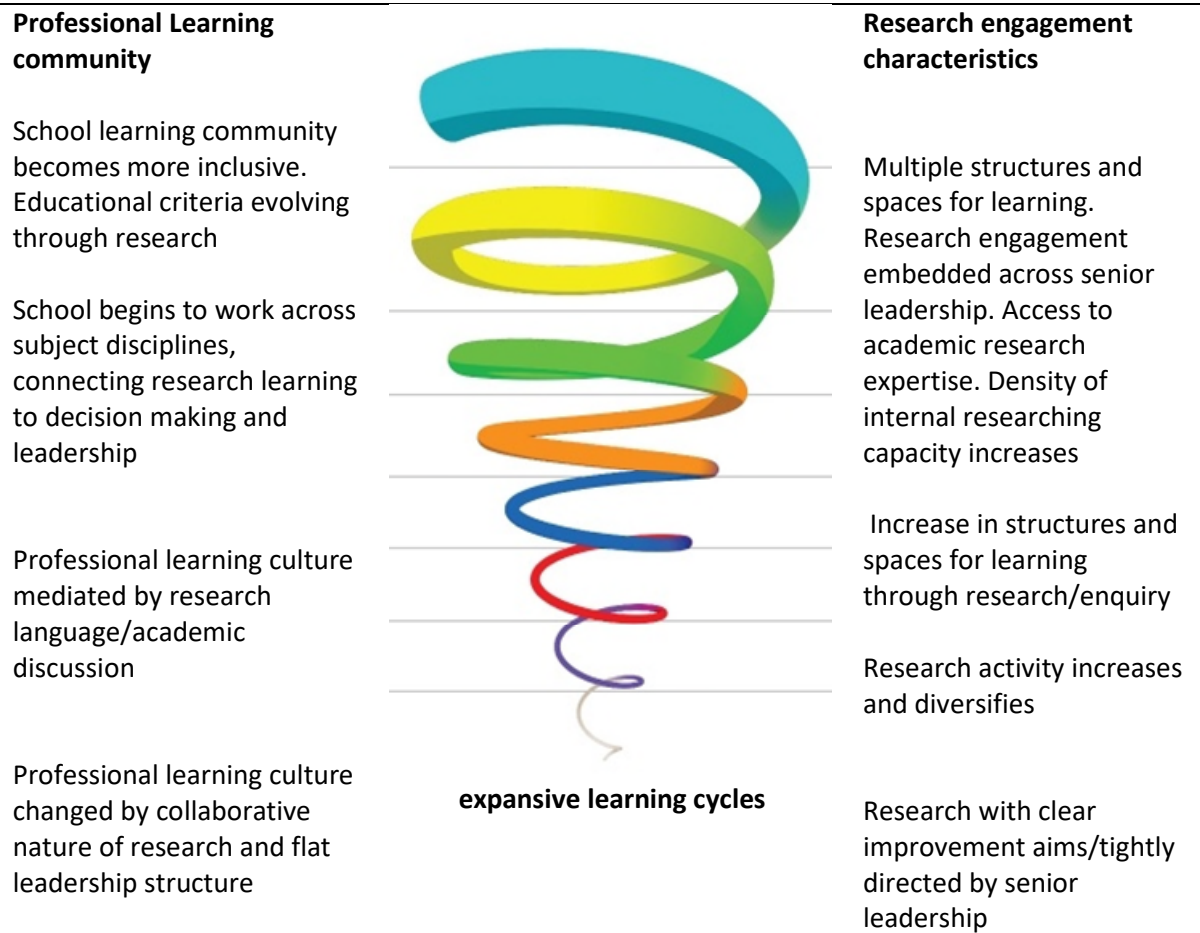 Professional Learning
community
School learning community
becomes more inclusive.
Educational criteria evolving
through research
School begins to work across
subject disciplines,
connecting research learning
to decision making and
leadership
Professional learning culture
mediated by research
language/academic
discussion
Professional learning culture
changed by collaborative
nature of research and flat
leadership structure
expansive learning cycles
Research engagement
characteristics
Multiple structures and
spaces for learning.
Research engagement
embedded across senior
leadership. Access to
academic research
expertise. Density of
internal researching
capacity increases
Increase in structures and
spaces for learning
through research/enquiry
Research activity increases
and diversifies
Research with clear
improvement aims/tightly
directed by senior
leadership